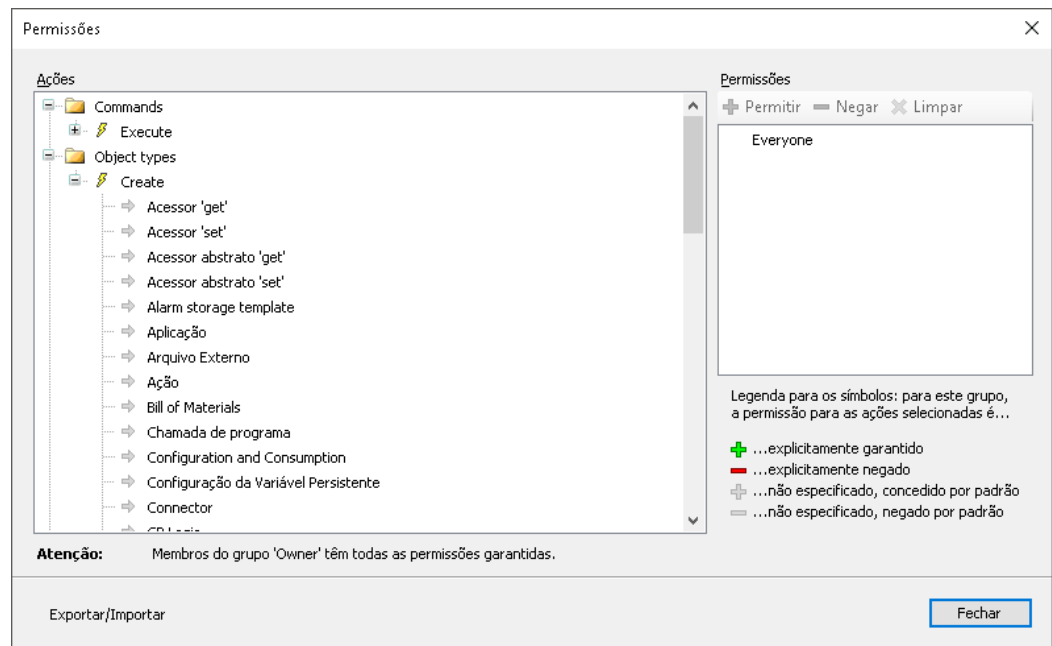 Permissões
Ações
Commands
Execute
Object types
Create
Acessor 'get'
Acessor 'set'
Acessor abstrato 'get'
Acessor abstrato 'set'
Alarm storage template
Aplicação
Arquivo Externo
Ação
Bill of Materials
Chamada de programa
Configuration and Consumption
Configuração da Variável Persistente
Connector
Permissões
Permitir Negar Limpar
Everyone
Legenda para os símbolos: para este grupo,
a permissão para as ações selecionadas é...
...explicitamente garantido
...explicitamente negado
...não especificado, concedido por padrão
...não especificado, negado por padrão
Atenção: Membros do grupo 'Owner' têm todas as permissões garantidas.
Exportar/Importar
Fechar